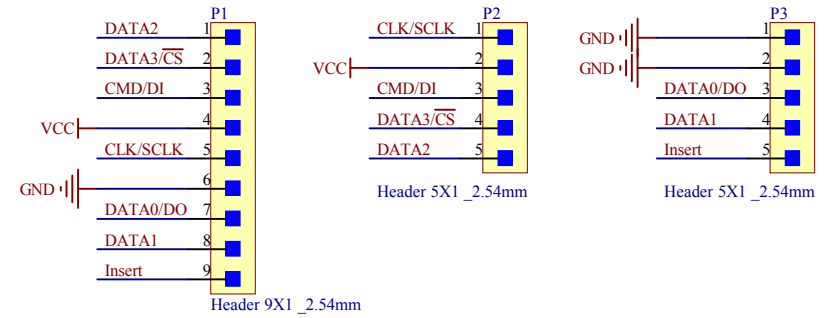 P1
DATA2 1
DATA3/CS 2
CMD/DI 3
VCC 4
CLK/SCLK 5
GND 6
DATA0/DO 7
DATA1 8
Insert 9
Header 9X1 _2.54mm
P2
CLK/SCLK 1
VCC 2
CMD/DI 3
DATA3/CS 4
DATA2 5
Header 5X1 _2.54mm
P3
GND 1
GND 2
DATA0/DO 3
DATA1 4
Insert 5
Header 5X1 _2.54mm